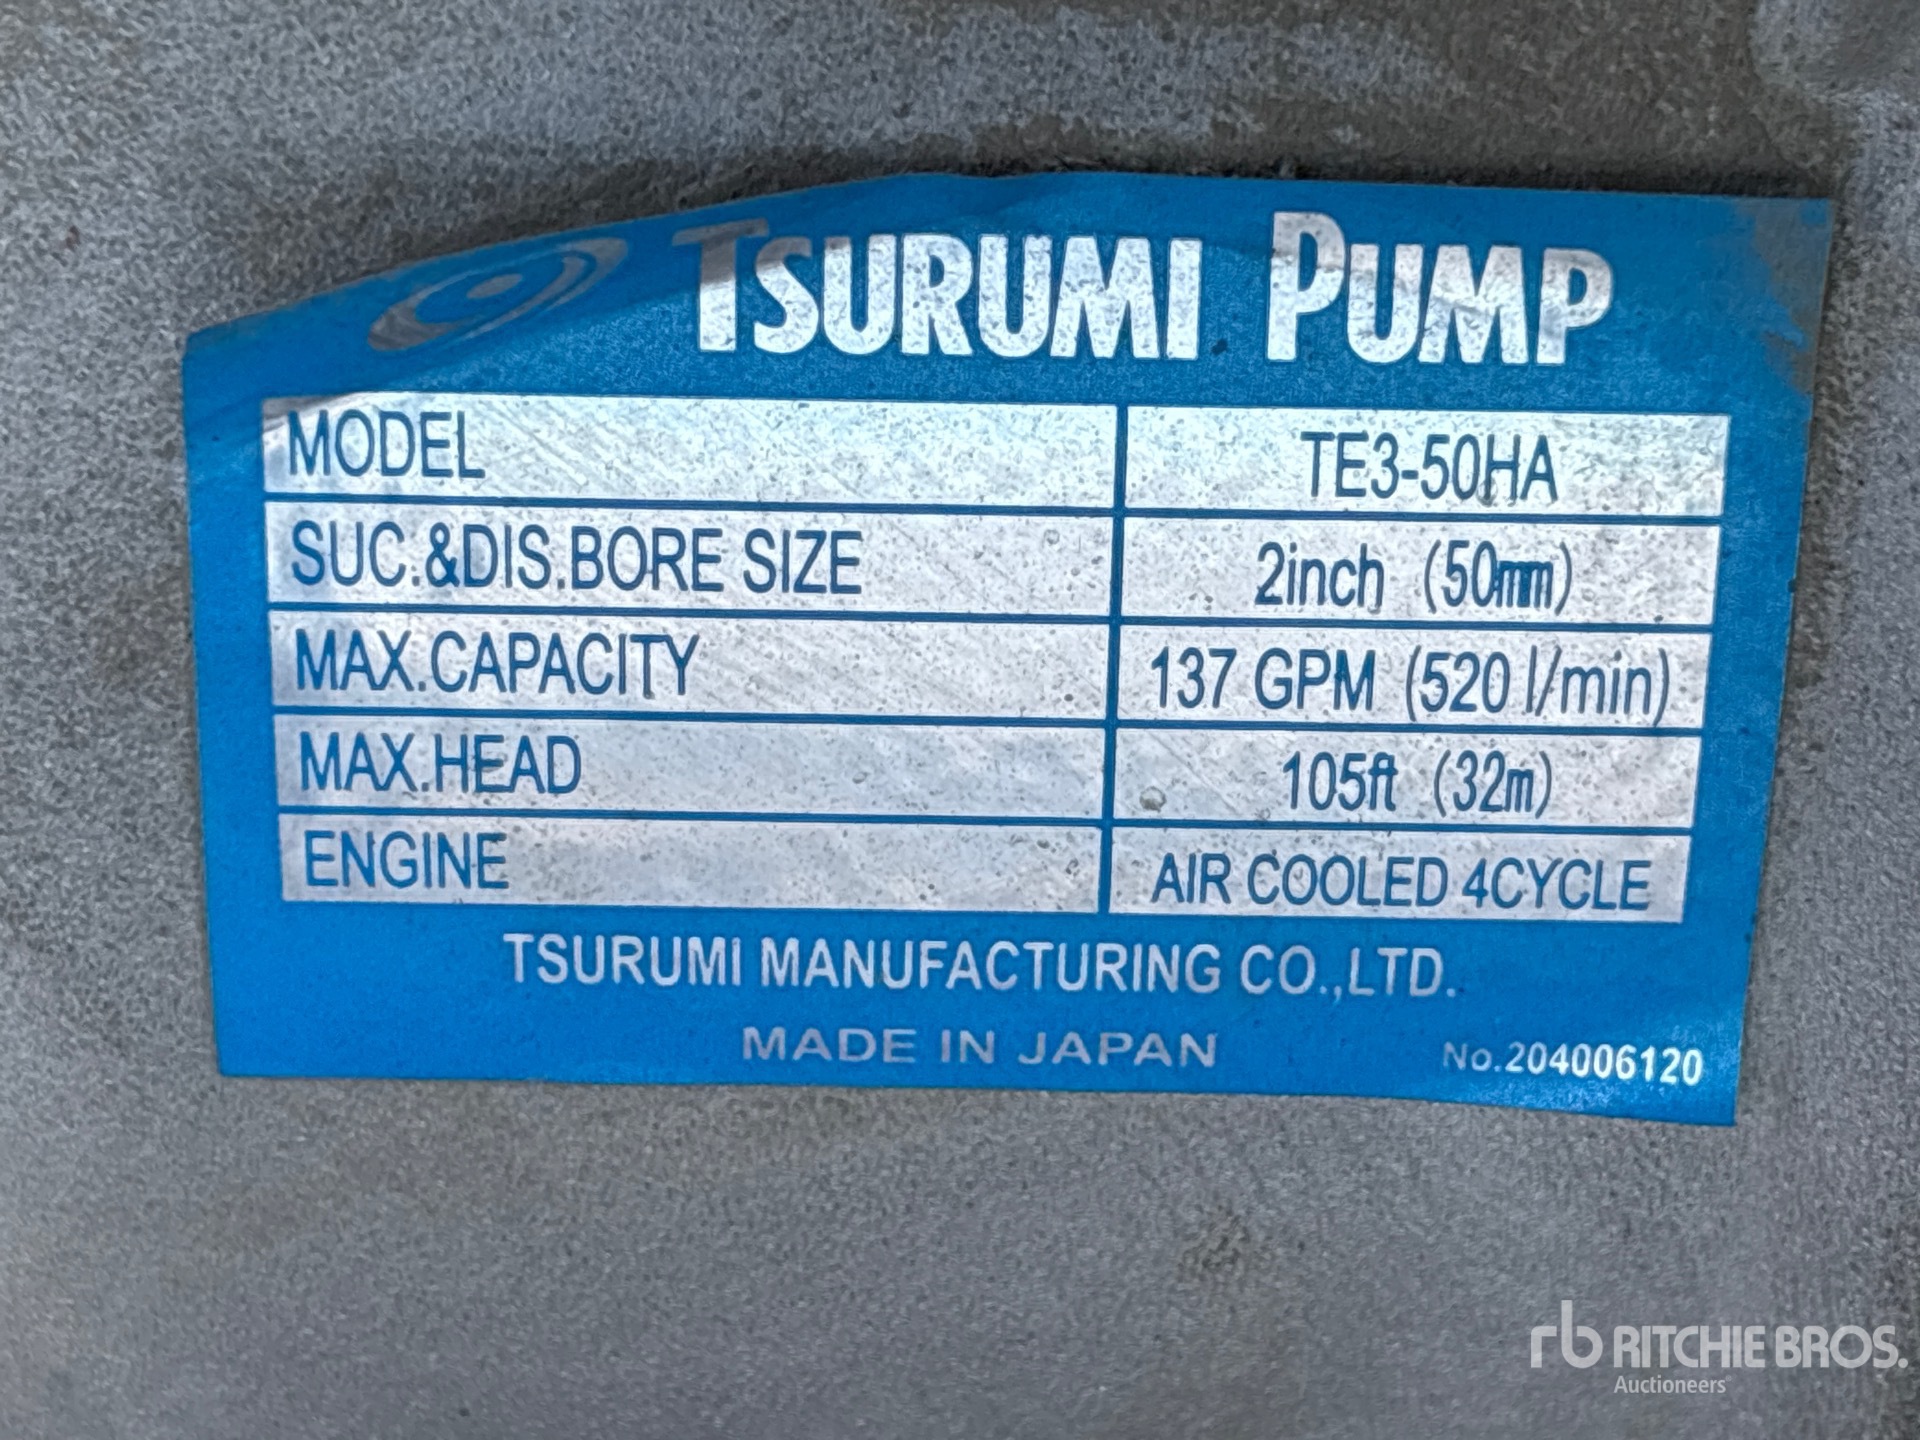 TSURUMI PUMP
MODEL TE3-50HA
SUC.&DIS.BORE SIZE 2inch (50mm)
MAX.CAPACITY 137 GPM (520 l/min)
MAX.HEAD 105ft (32m)
ENGINE AIR COOLED 4CYCLE
TSURUMI MANUFACTURING CO.,LTD.
MADE IN JAPAN No.204006120
rb RITCHIE BROS.
Auctioneers